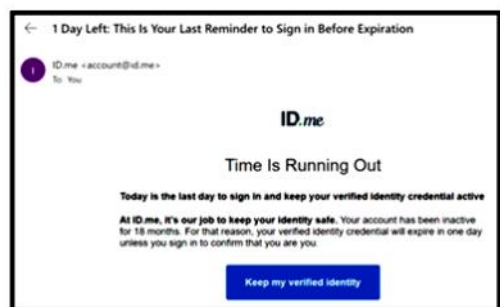 ← 1 Day Left: This Is Your Last Reminder to Sign in Before Expiration
I
ID.me <account@id.me>
To You
ID.me
Time Is Running Out
Today is the last day to sign in and keep your verified identity credential active
At ID.me, it's our job to keep your identity safe. Your account has been inactive
for 18 months. For that reason, your verified identity credential will expire in one day
unless you sign in to confirm that you are you.
Keep my verified identity